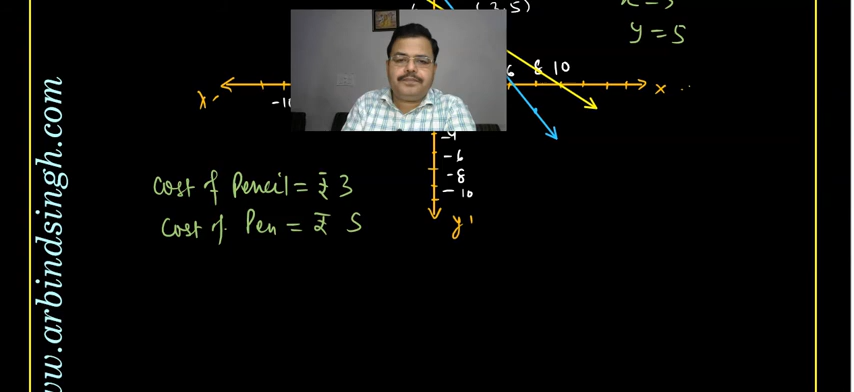 (3,5)
y = 5
6 8 10
X
-10
-4
-6
-8
-10
y'
Cost of Pencil = ₹ 3
Cost of Pen = ₹ 5
www.arbindsingh.com